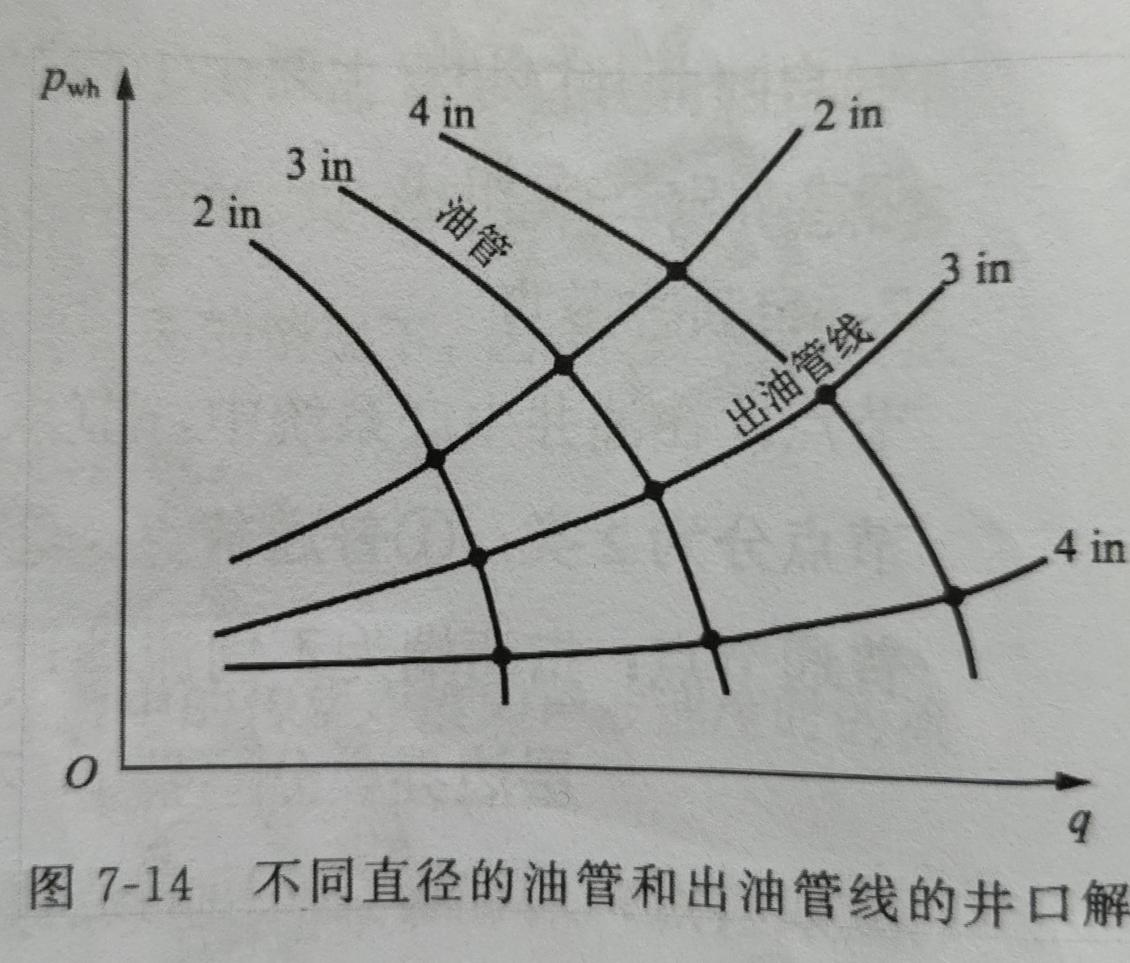 p_wh
4 in
2 in
3 in
2 in
油管
3 in
出油管线
4 in
O
q
图 7-14 不同直径的油管和出油管线的井口解